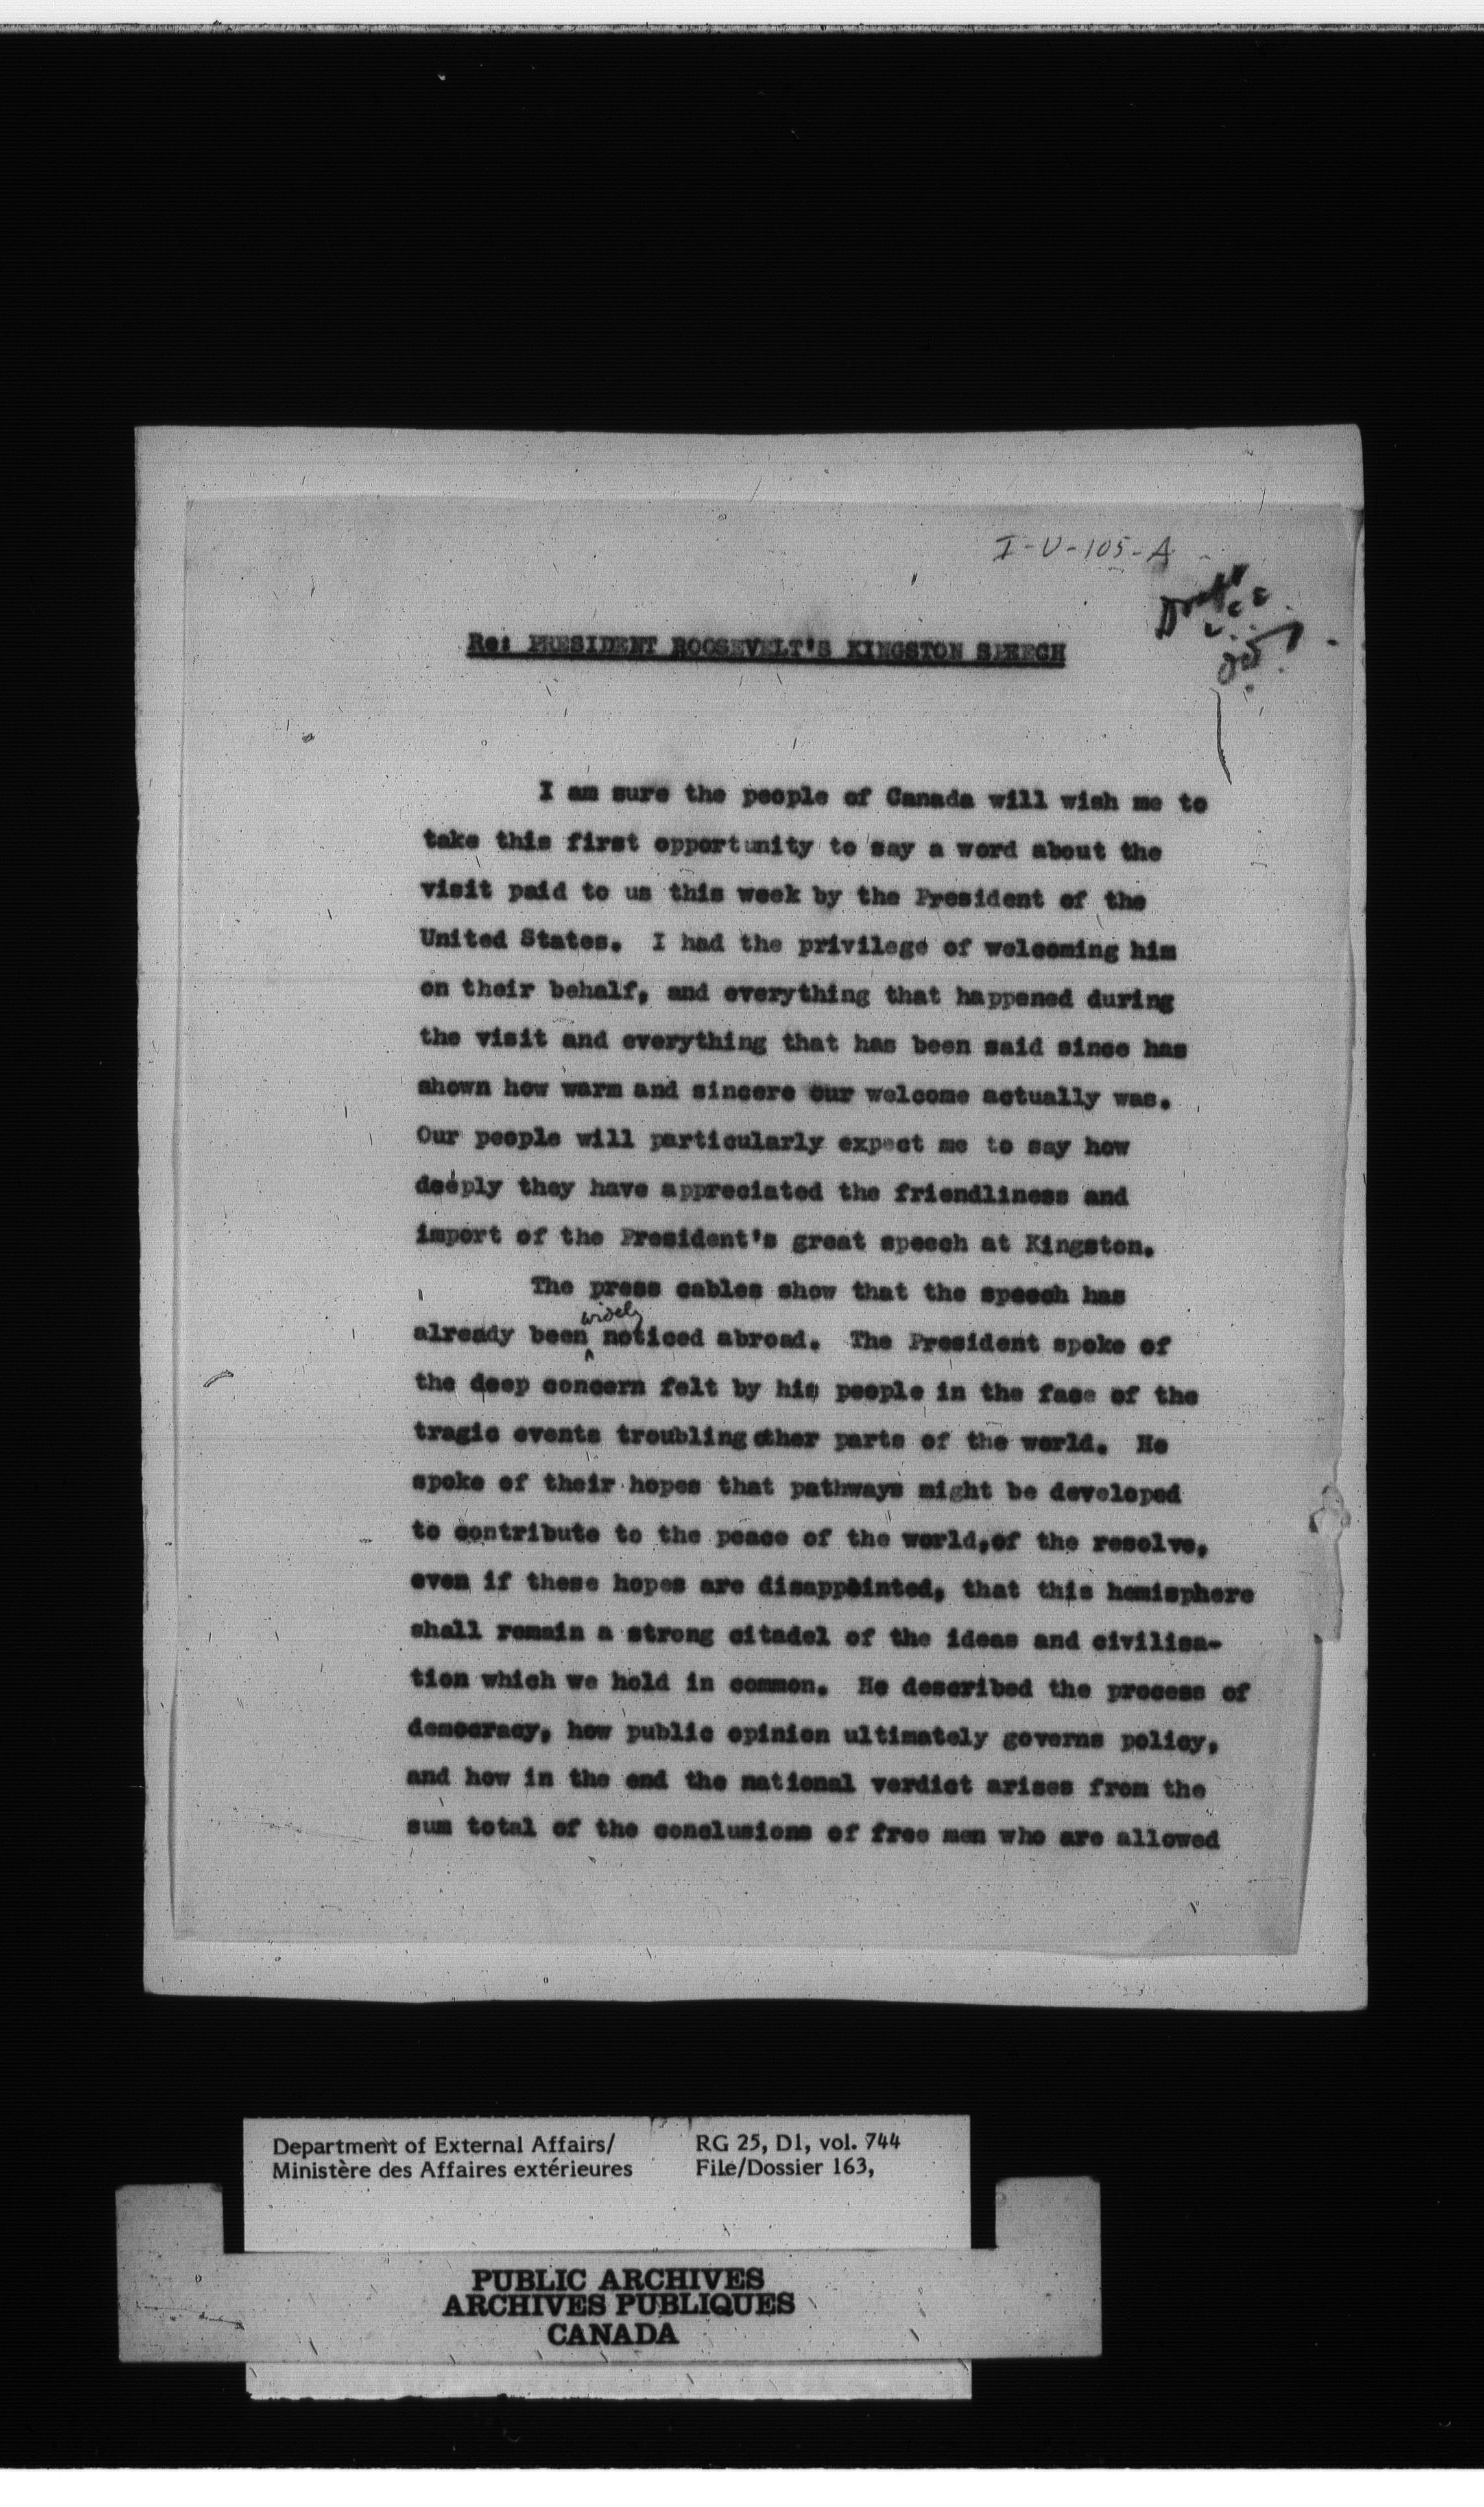 I-U-105-A
Re: PRESIDENT ROOSEVELT'S KINGSTON SPEECH
I am sure the people of Canada will wish me to
take this first opportunity to say a word about the
visit paid to us this week by the President of the
United States. I had the privilege of welcoming him
on their behalf, and everything that happened during
the visit and everything that has been said since has
shown how warm and sincere our welcome actually was.
Our people will particularly expect me to say how
deeply they have appreciated the friendliness and
import of the President's great speech at Kingston.
The press cables show that the speech has
already been widely noticed abroad. The President spoke of
the deep concern felt by his people in the face of the
tragic events troubling other parts of the world. He
spoke of their hopes that pathways might be developed
to contribute to the peace of the world, of the resolve,
even if these hopes are disappointed, that this hemisphere
shall remain a strong citadel of the ideas and civilisa-
tion which we hold in common. He described the process of
democracy, how public opinion ultimately governs policy,
and how in the end the national verdict arises from the
sum total of the conclusions of free men who are allowed
Department of External Affairs/ RG 25, D1, vol. 744
Ministère des Affaires extérieures File/Dossier 163,
PUBLIC ARCHIVES
ARCHIVES PUBLIQUES
CANADA